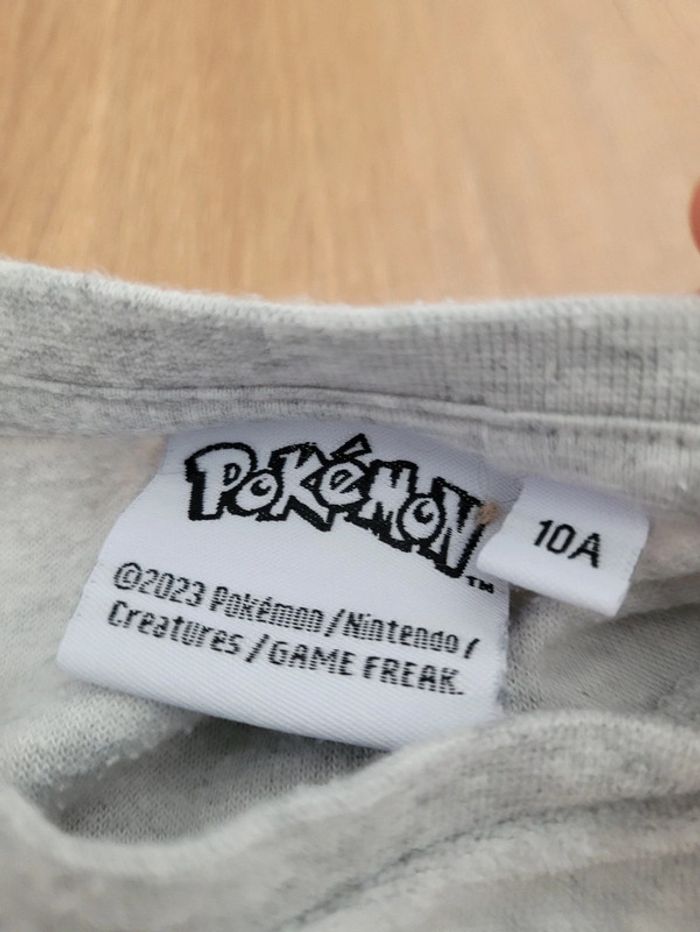 POKéMON
TM
10A
©2023 Pokémon/Nintendo/
Creatures/GAME FREAK.